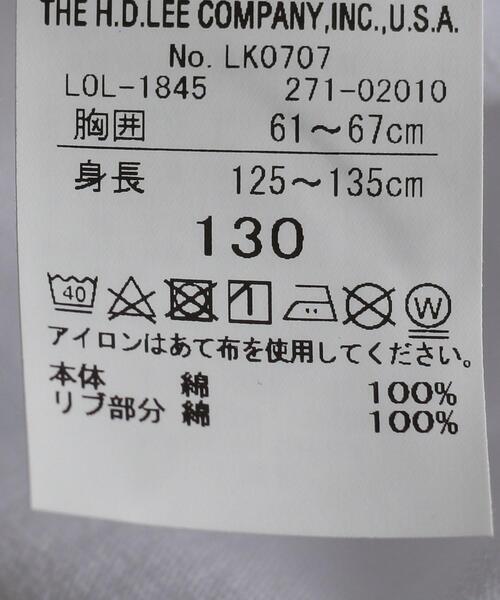 THE H.D.LEE COMPANY,INC.,U.S.A.
No. LK0707
LOL-1845 271-02010
胸囲 61～67cm
身長 125～135cm
130
40 W
アイロンはあて布を使用してください。
本体 綿 100%
リブ部分 綿 100%